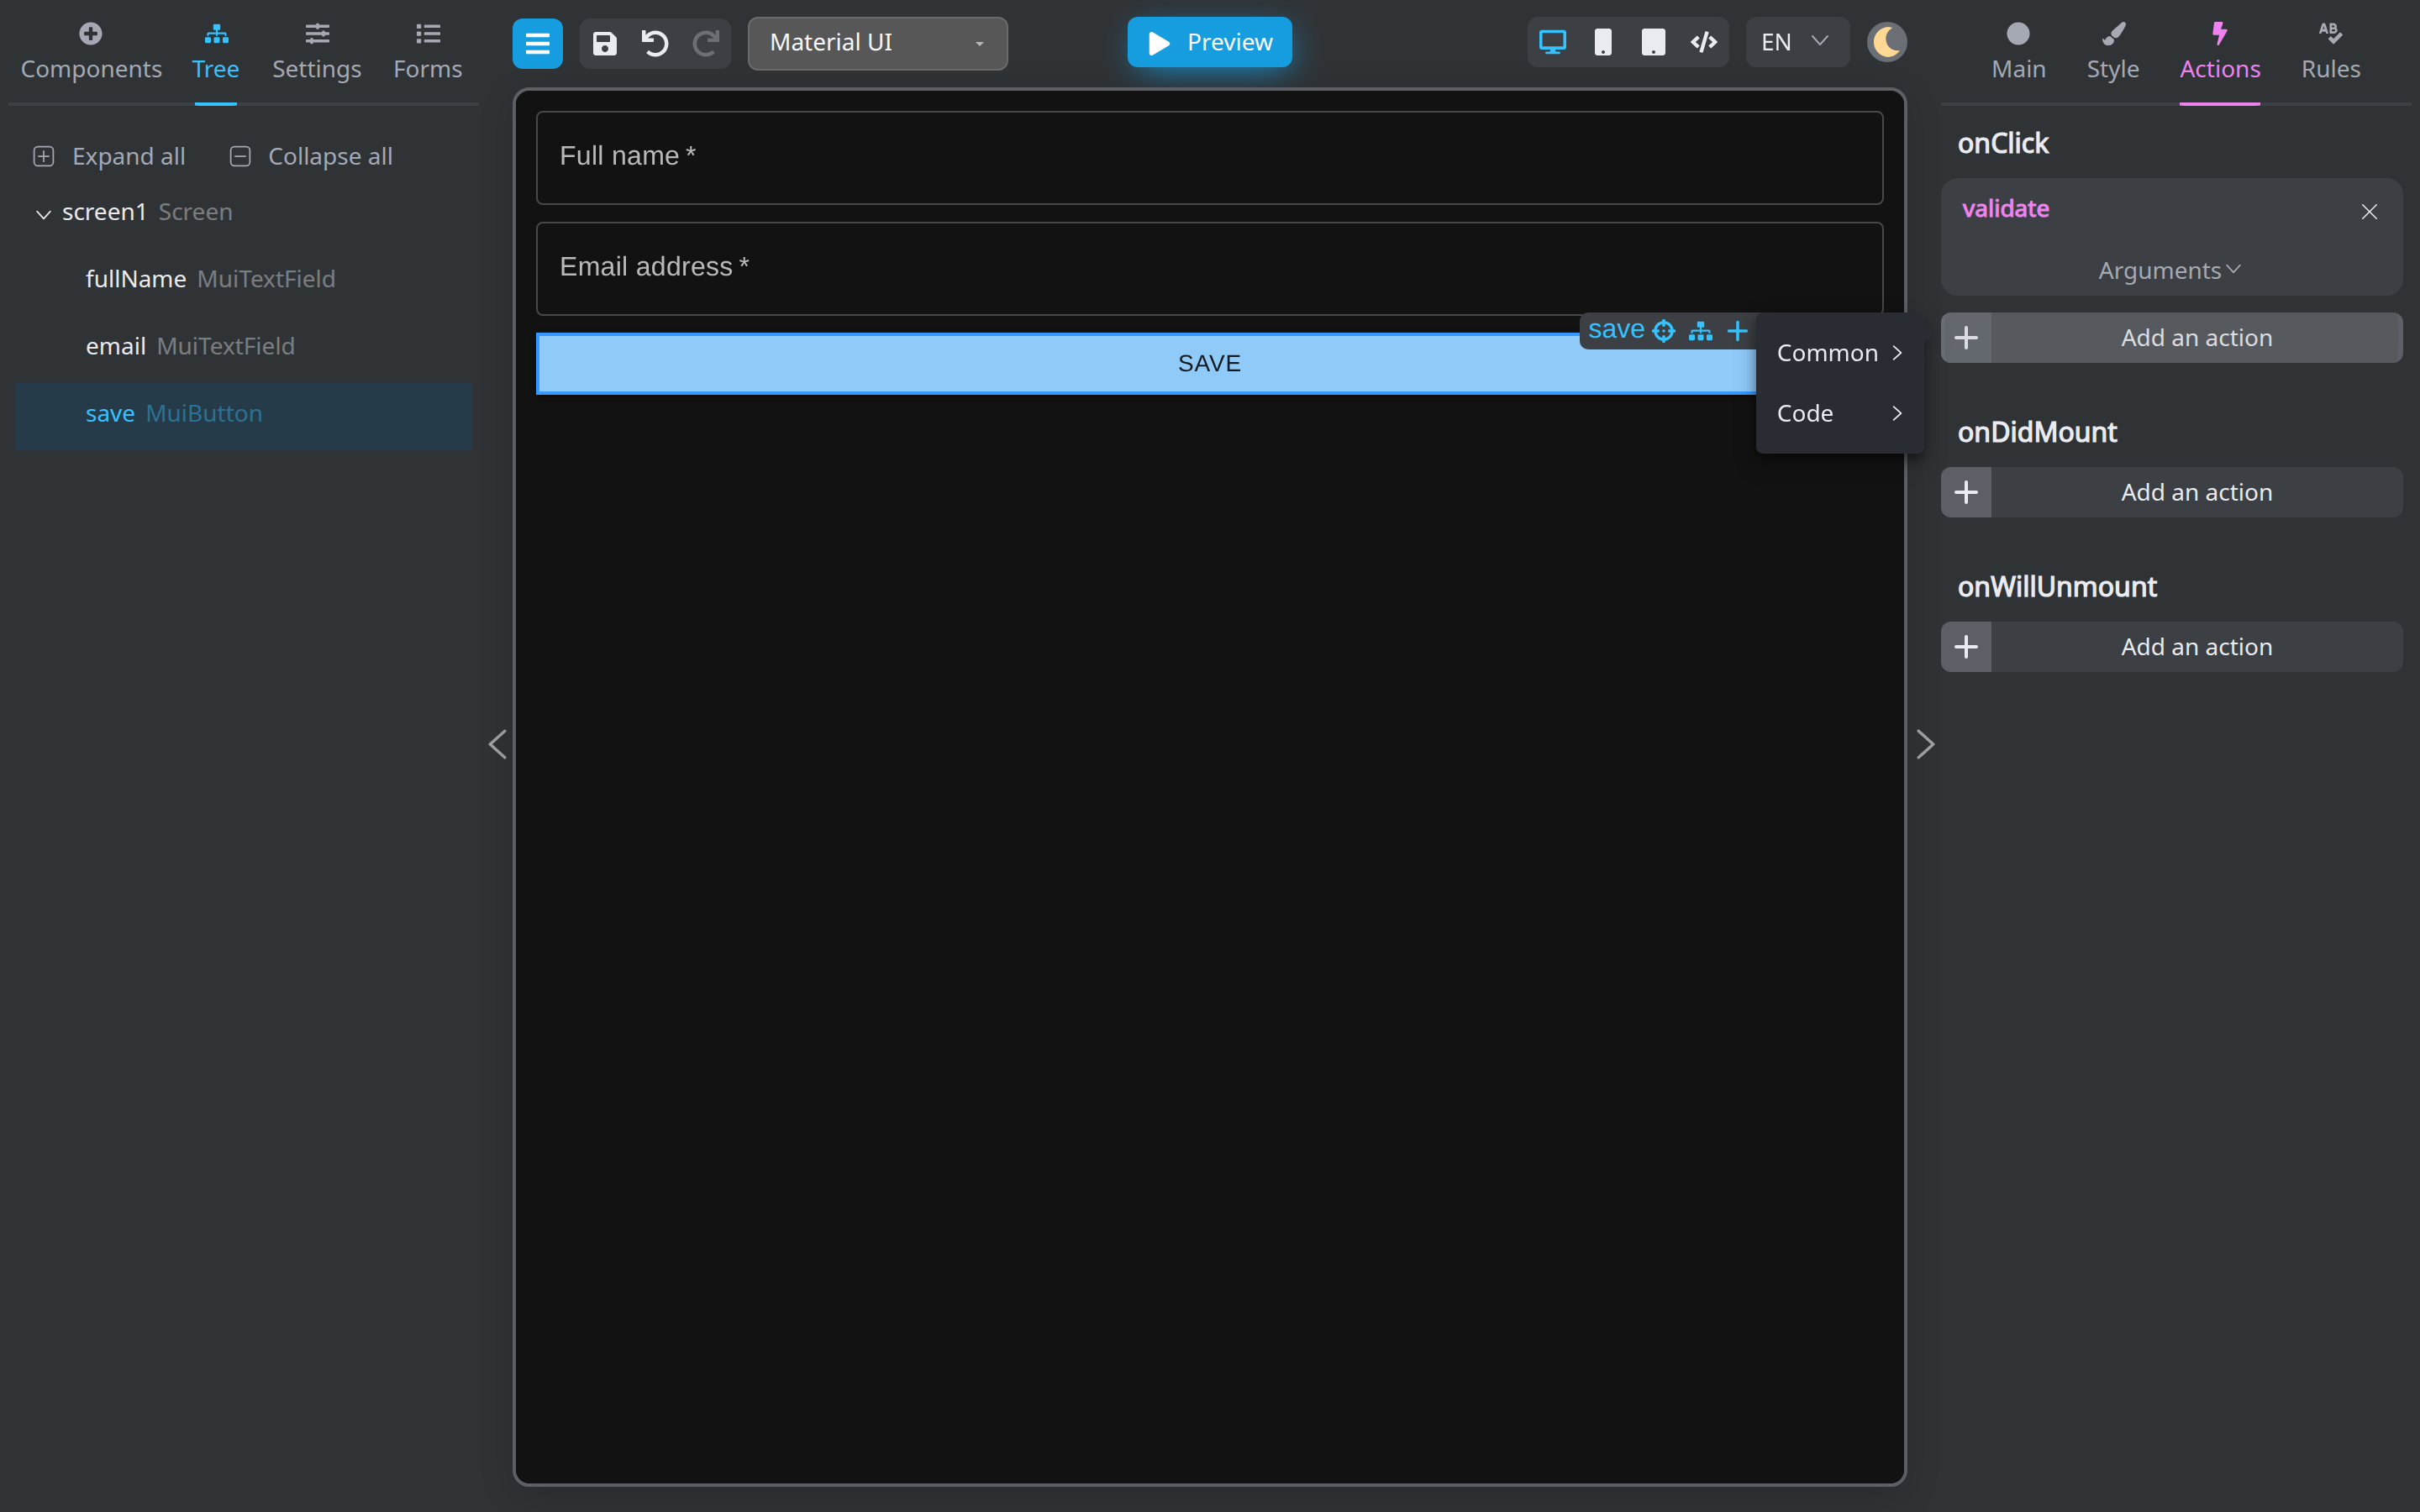 Components Tree Settings Forms
Material UI
Preview
EN
Main Style Actions Rules
Expand all Collapse all
screen1 Screen
fullName MuiTextField
email MuiTextField
save MuiButton
Full name *
Email address *
save
SAVE
Common
Code
onClick
validate
Arguments
Add an action
onDidMount
Add an action
onWillUnmount
Add an action